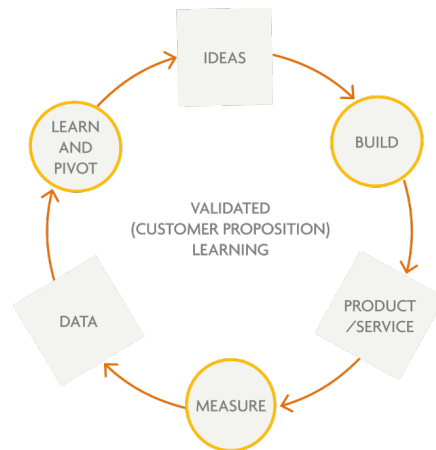 IDEAS
BUILD
PRODUCT
/SERVICE
MEASURE
DATA
LEARN
AND
PIVOT
VALIDATED
(CUSTOMER PROPOSITION)
LEARNING